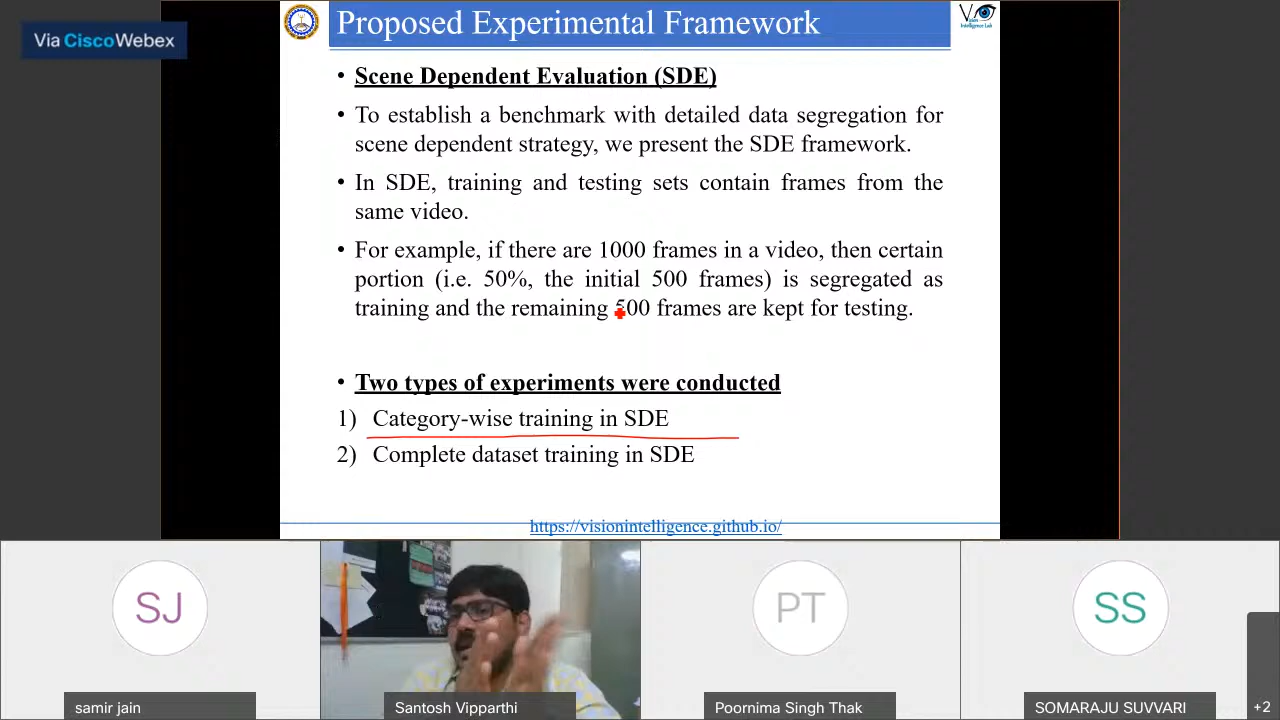 Via CiscoWebex
Proposed Experimental Framework
Vision
Intelligence Lab
• Scene Dependent Evaluation (SDE)
• To establish a benchmark with detailed data segregation for
scene dependent strategy, we present the SDE framework.
• In SDE, training and testing sets contain frames from the
same video.
• For example, if there are 1000 frames in a video, then certain
portion (i.e. 50%, the initial 500 frames) is segregated as
training and the remaining 500 frames are kept for testing.
• Two types of experiments were conducted
1) Category-wise training in SDE
2) Complete dataset training in SDE
https://visionintelligence.github.io/
SJ
PT
SS
samir jain
Santosh Vipparthi
Poornima Singh Thak
SOMARAJU SUVVARI
+2